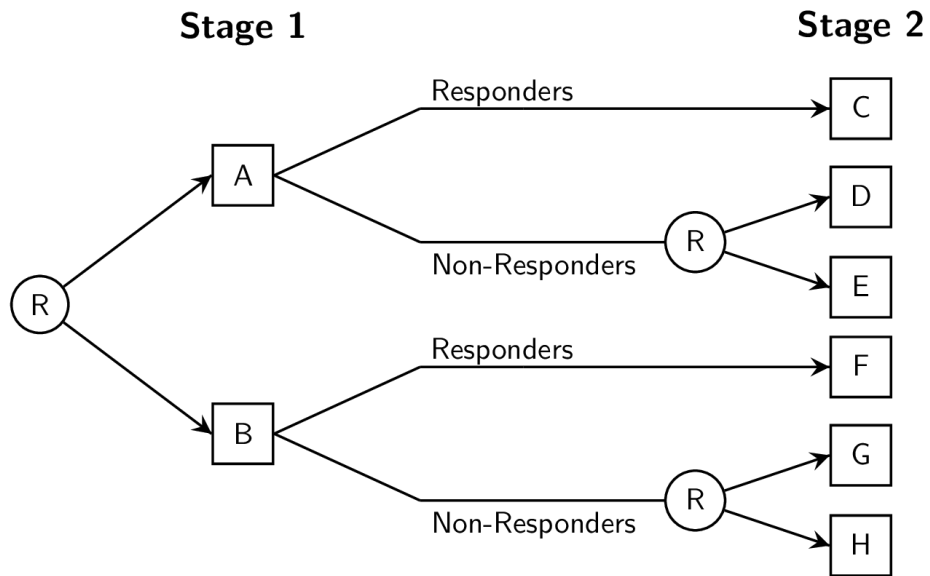 Stage 1
Stage 2
Responders
C
A
D
R
Non-Responders
E
R
Responders
F
B
G
R
Non-Responders
H